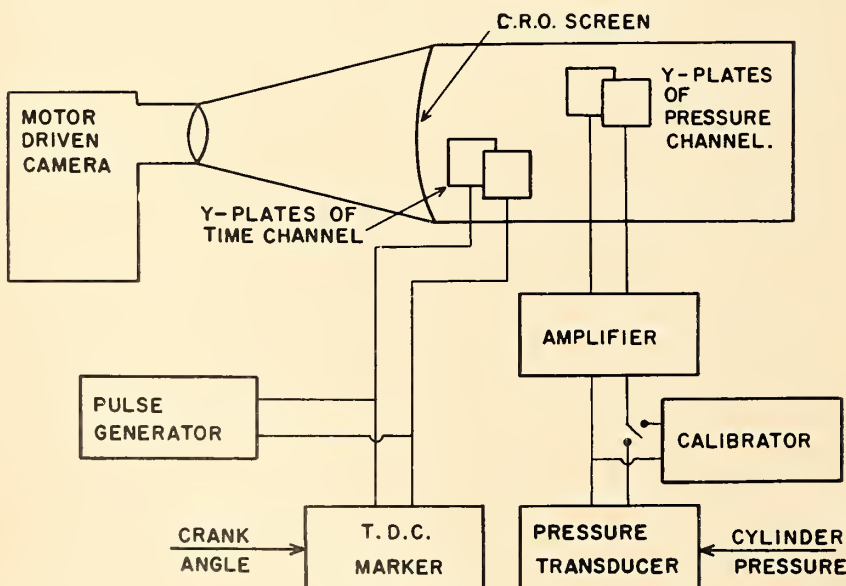 C.R.O. SCREEN
MOTOR
DRIVEN
CAMERA
Y-PLATES
OF
PRESSURE
CHANNEL.
Y-PLATES OF
TIME CHANNEL
AMPLIFIER
PULSE
GENERATOR
CALIBRATOR
CRANK
ANGLE
T.D.C.
MARKER
PRESSURE
TRANSDUCER
CYLINDER
PRESSURE